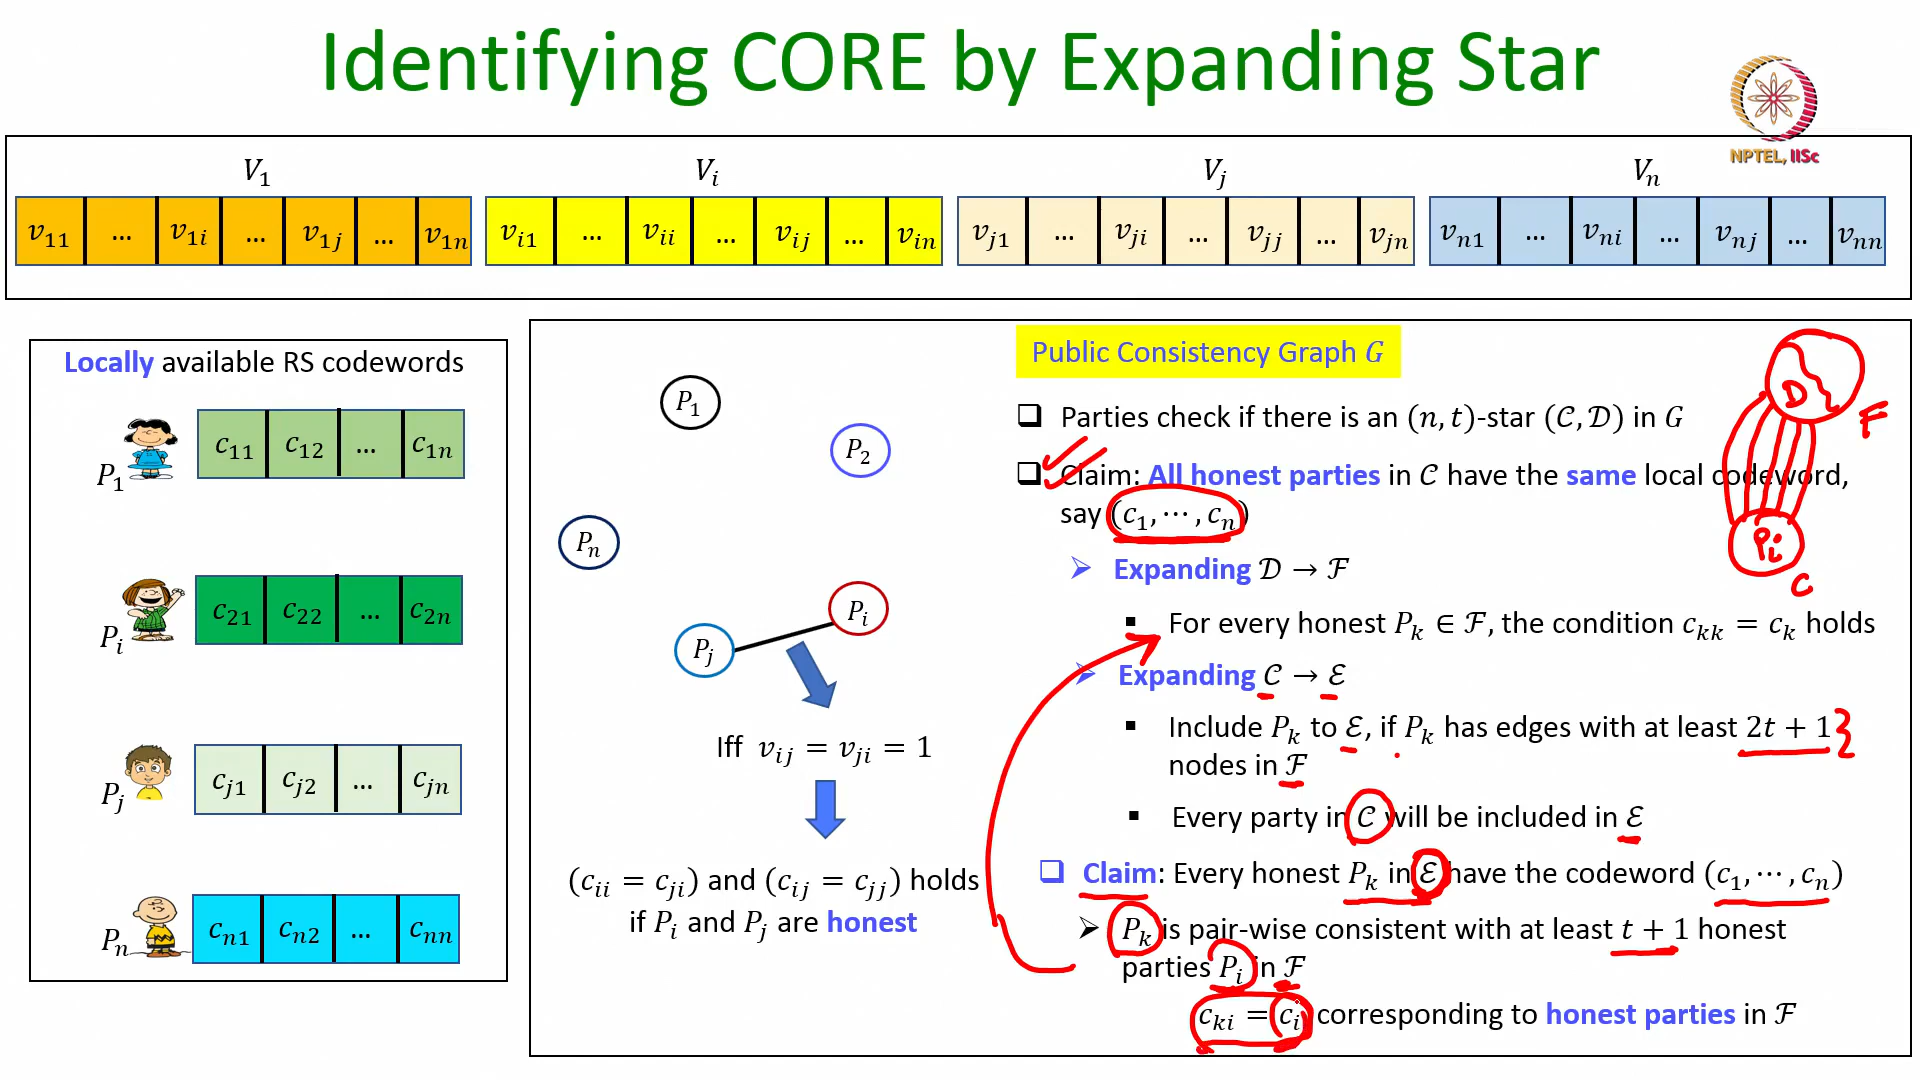 Identifying CORE by Expanding Star
NPTEL, IISc
V₁ Vᵢ Vⱼ Vₙ
v₁₁ ... v₁ᵢ ... v₁ⱼ ... v₁ₙ vᵢ₁ ... vᵢᵢ ... vᵢⱼ ... vᵢₙ vⱼ₁ ... vⱼᵢ ... vⱼⱼ ... vⱼₙ vₙ₁ ... vₙᵢ ... vₙⱼ ... vₙₙ
Locally available RS codewords
P₁ c₁₁ c₁₂ ... c₁ₙ
Pᵢ c₂₁ c₂₂ ... c₂ₙ
Pⱼ cⱼ₁ cⱼ₂ ... cⱼₙ
Pₙ cₙ₁ cₙ₂ ... cₙₙ
P₁
P₂
Pₙ
Pᵢ
Pⱼ
Iff vᵢⱼ = vⱼᵢ = 1
(cᵢᵢ = cⱼᵢ) and (cᵢⱼ = cⱼⱼ) holds
if Pᵢ and Pⱼ are honest
Public Consistency Graph G
❑ Parties check if there is an (n, t)-star (𝒞, 𝒟) in G
❑ Claim: All honest parties in 𝒞 have the same local codeword,
say (c₁, ⋯ , cₙ)
➢ Expanding 𝒟 → ℱ
▪ For every honest Pₖ ∈ ℱ, the condition cₖₖ = cₖ holds
➢ Expanding 𝒞 → ℰ
▪ Include Pₖ to ℰ, if Pₖ has edges with at least 2t + 1
nodes in ℱ
▪ Every party in 𝒞 will be included in ℰ
❑ Claim: Every honest Pₖ in ℰ have the codeword (c₁, ⋯ , cₙ)
➢ Pₖ is pair-wise consistent with at least t + 1 honest
parties Pᵢ in ℱ
cₖᵢ = cᵢ corresponding to honest parties in ℱ
D
F
Pᵢ
C